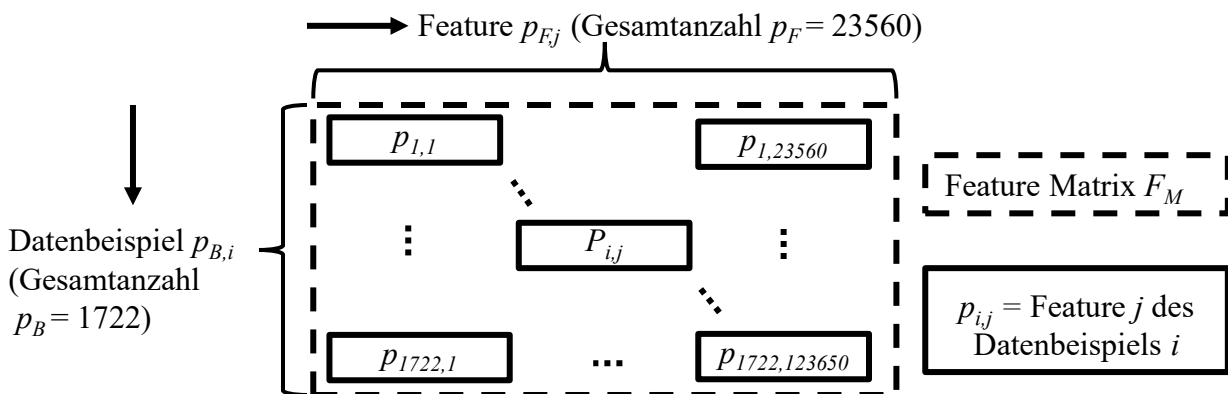 Feature p_{F,j} (Gesamtanzahl p_F = 23560)
p_{1,1}
p_{1,23560}
Feature Matrix F_M
Datenbeispiel p_{B,i}
(Gesamtanzahl
p_B = 1722)
P_{i,j}
p_{i,j} = Feature j des
Datenbeispiels i
p_{1722,1}
...
p_{1722,123650}